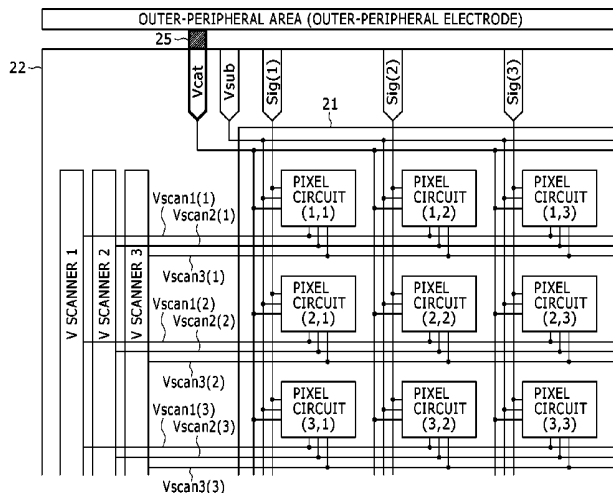 OUTER-PERIPHERAL AREA (OUTER-PERIPHERAL ELECTRODE)
25
22
Vcat
Vsub
Sig(1)
Sig(2)
Sig(3)
21
V SCANNER 1
V SCANNER 2
V SCANNER 3
Vscan1(1)
Vscan2(1)
PIXEL
CIRCUIT
(1,1)
PIXEL
CIRCUIT
(1,2)
PIXEL
CIRCUIT
(1,3)
Vscan3(1)
Vscan1(2)
Vscan2(2)
PIXEL
CIRCUIT
(2,1)
PIXEL
CIRCUIT
(2,2)
PIXEL
CIRCUIT
(2,3)
Vscan3(2)
Vscan1(3)
Vscan2(3)
PIXEL
CIRCUIT
(3,1)
PIXEL
CIRCUIT
(3,2)
PIXEL
CIRCUIT
(3,3)
Vscan3(3)